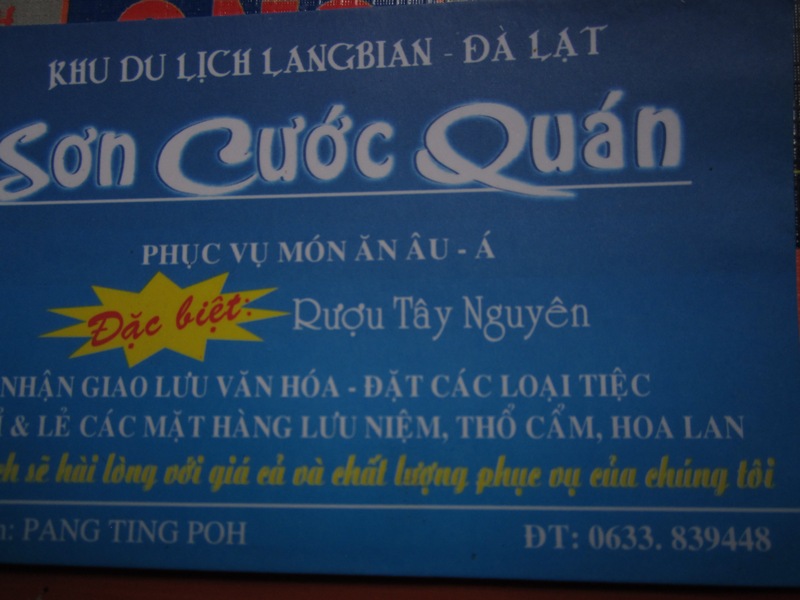 KHU DU LỊCH LANGBIAN - ĐÀ LẠT
Sơn Cước Quán
PHỤC VỤ MÓN ĂN ÂU - Á
Đặc biệt: Rượu Tây Nguyên
NHẬN GIAO LƯU VĂN HÓA - ĐẶT CÁC LOẠI TIỆC
& LẺ CÁC MẶT HÀNG LƯU NIỆM, THỔ CẨM, HOA LAN
sẽ hài lòng với giá cả và chất lượng phục vụ của chúng tôi
PANG TING POH ĐT: 0633. 839448